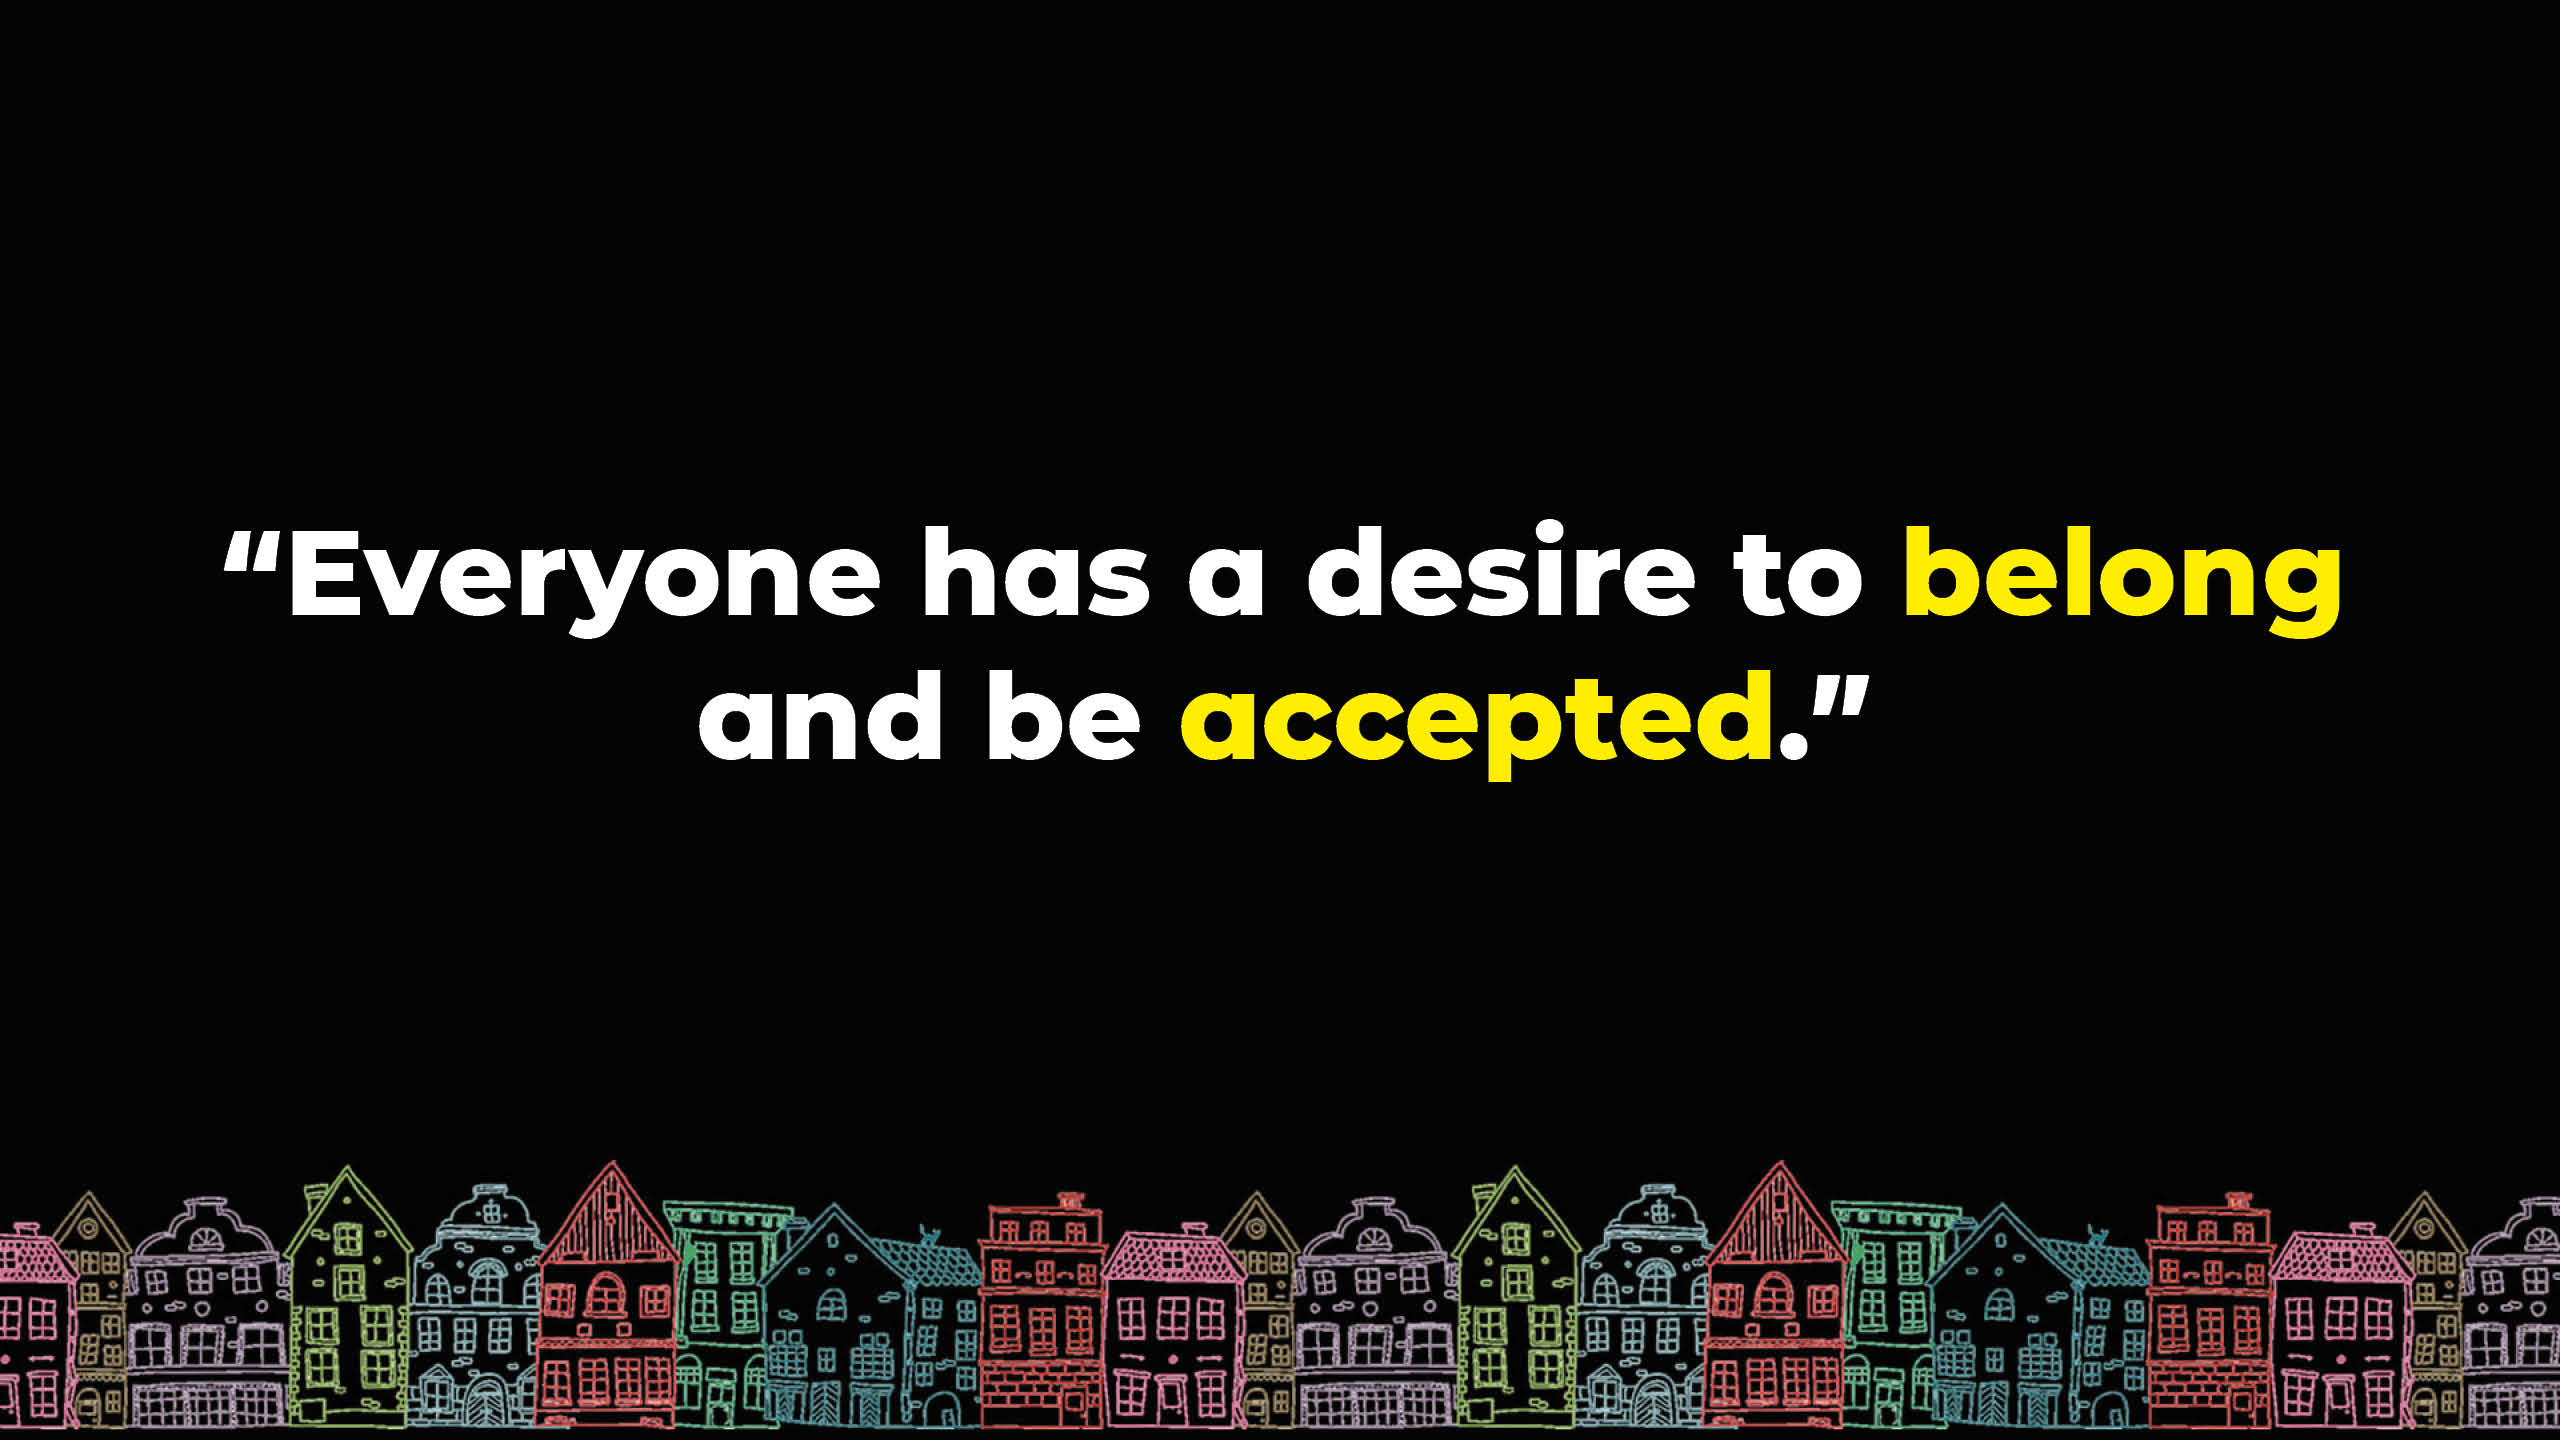 “Everyone has a desire to belong
and be accepted.”